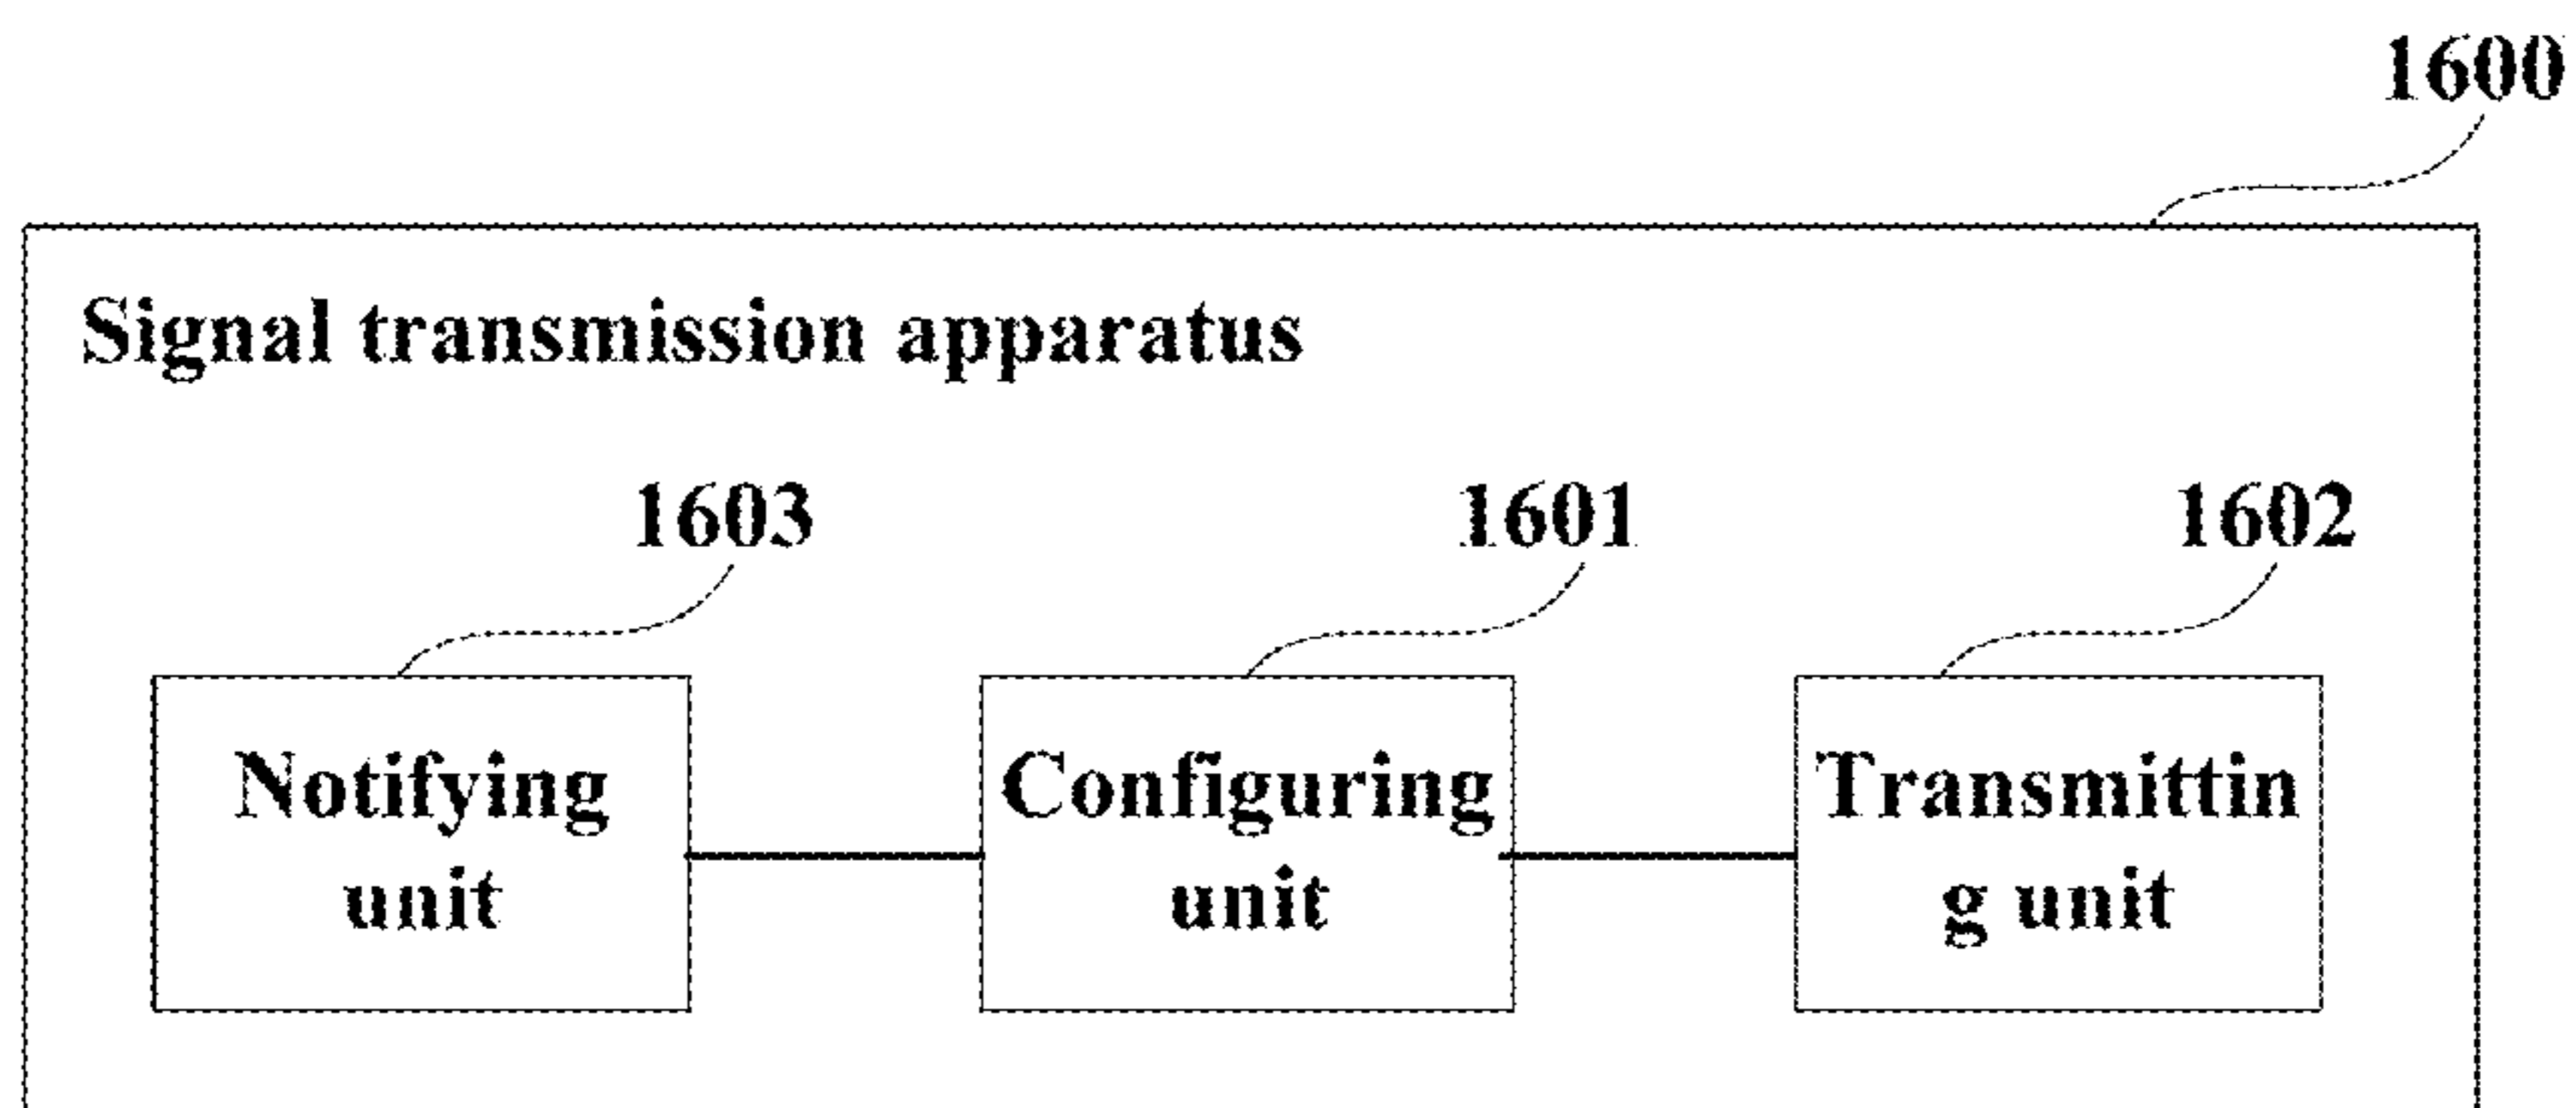 1600
Signal transmission apparatus
1603
1601
1602
Notifying
unit
Configuring
unit
Transmittin
g unit